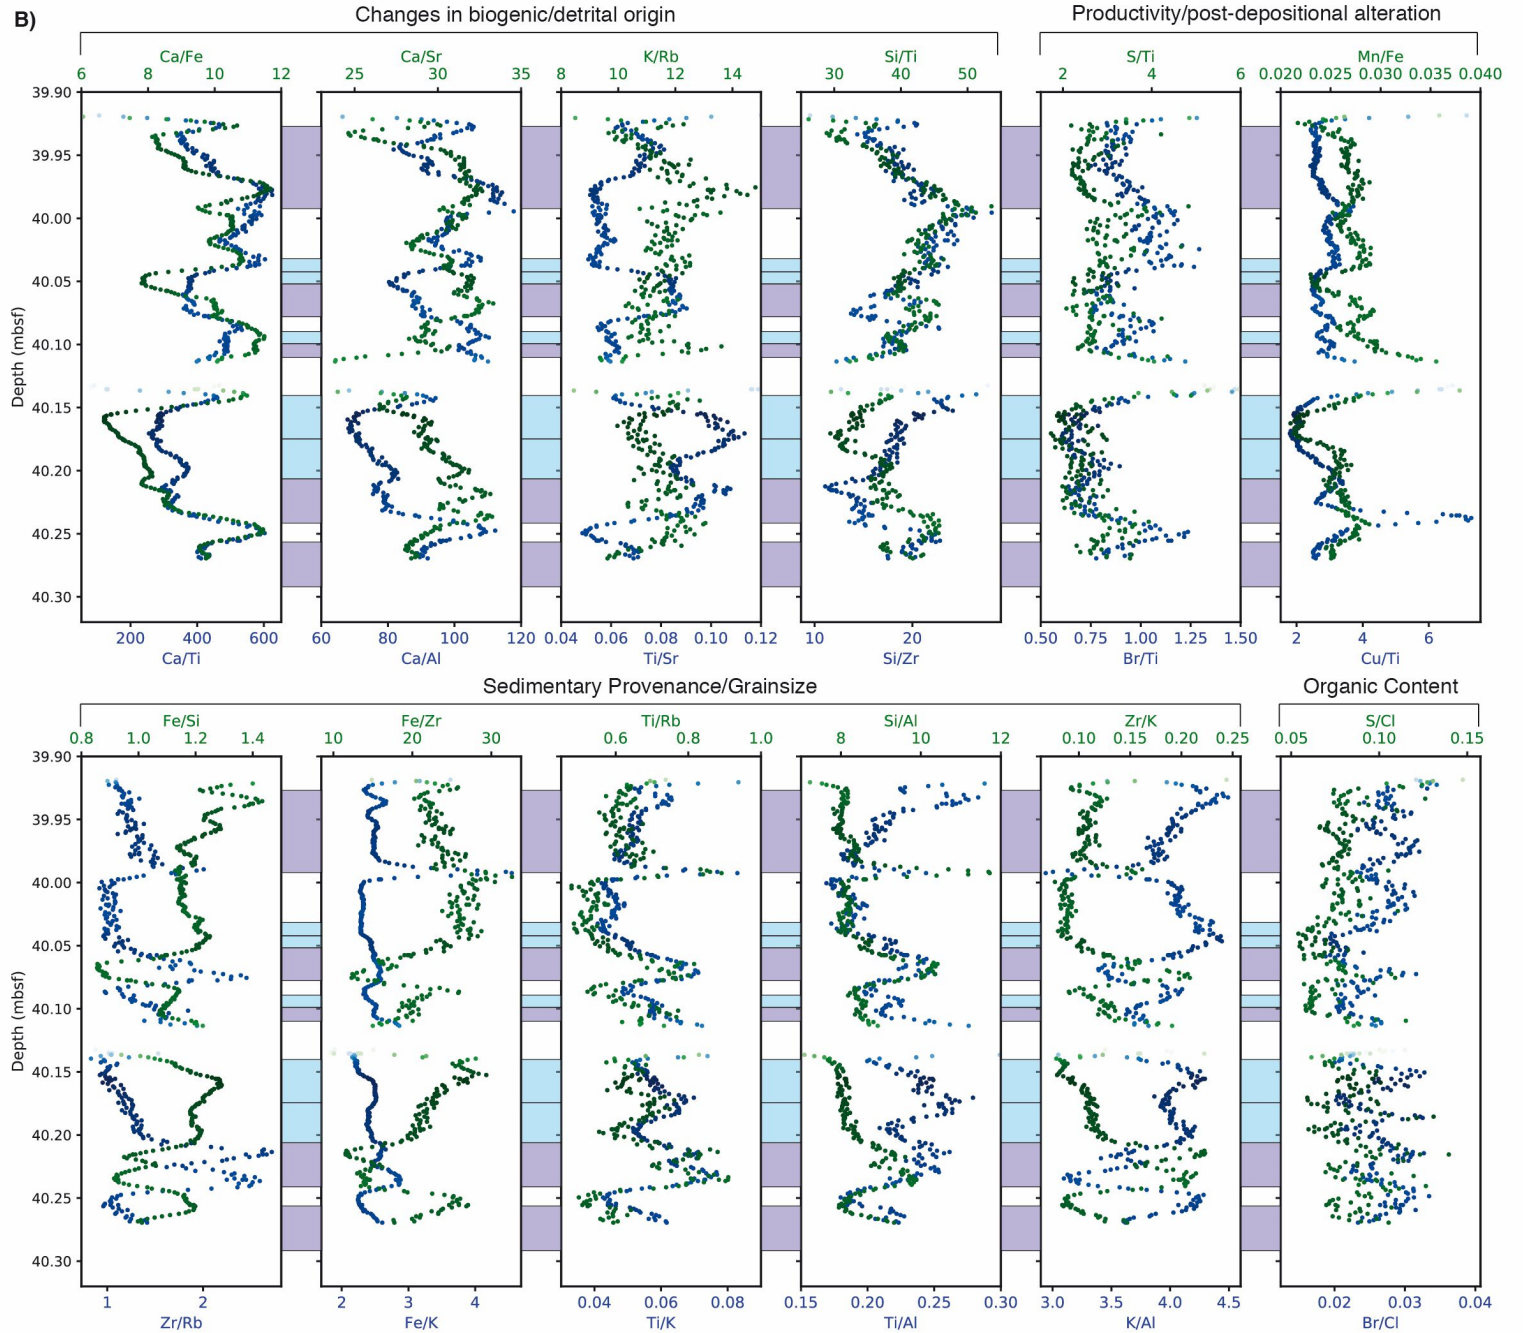 B)
Changes in biogenic/detrital origin
Productivity/post-depositional alteration
Ca/Fe
Ca/Sr
K/Rb
Si/Ti
S/Ti
Mn/Fe
6 8 10 12
25 30 35
8 10 12 14
30 40 50
2 4 6
0.020 0.025 0.030 0.035 0.040
39.90
39.95
40.00
40.05
40.10
40.15
40.20
40.25
40.30
Depth (mbsf)
200 400 600
60 80 100 120
0.04 0.06 0.08 0.10 0.12
10 20
0.50 0.75 1.00 1.25 1.50
2 4 6
Ca/Ti
Ca/Al
Ti/Sr
Si/Zr
Br/Ti
Cu/Ti
Sedimentary Provenance/Grainsize
Organic Content
Fe/Si
Fe/Zr
Ti/Rb
Si/Al
Zr/K
S/Cl
0.8 1.0 1.2 1.4
10 20 30
0.6 0.8 1.0
8 10 12
0.10 0.15 0.20 0.25
0.05 0.10 0.15
39.90
39.95
40.00
40.05
40.10
40.15
40.20
40.25
40.30
Depth (mbsf)
1 2
2 3 4
0.04 0.06 0.08
0.15 0.20 0.25 0.30
3.0 3.5 4.0 4.5
0.02 0.03 0.04
Zr/Rb
Fe/K
Ti/K
Ti/Al
K/Al
Br/Cl